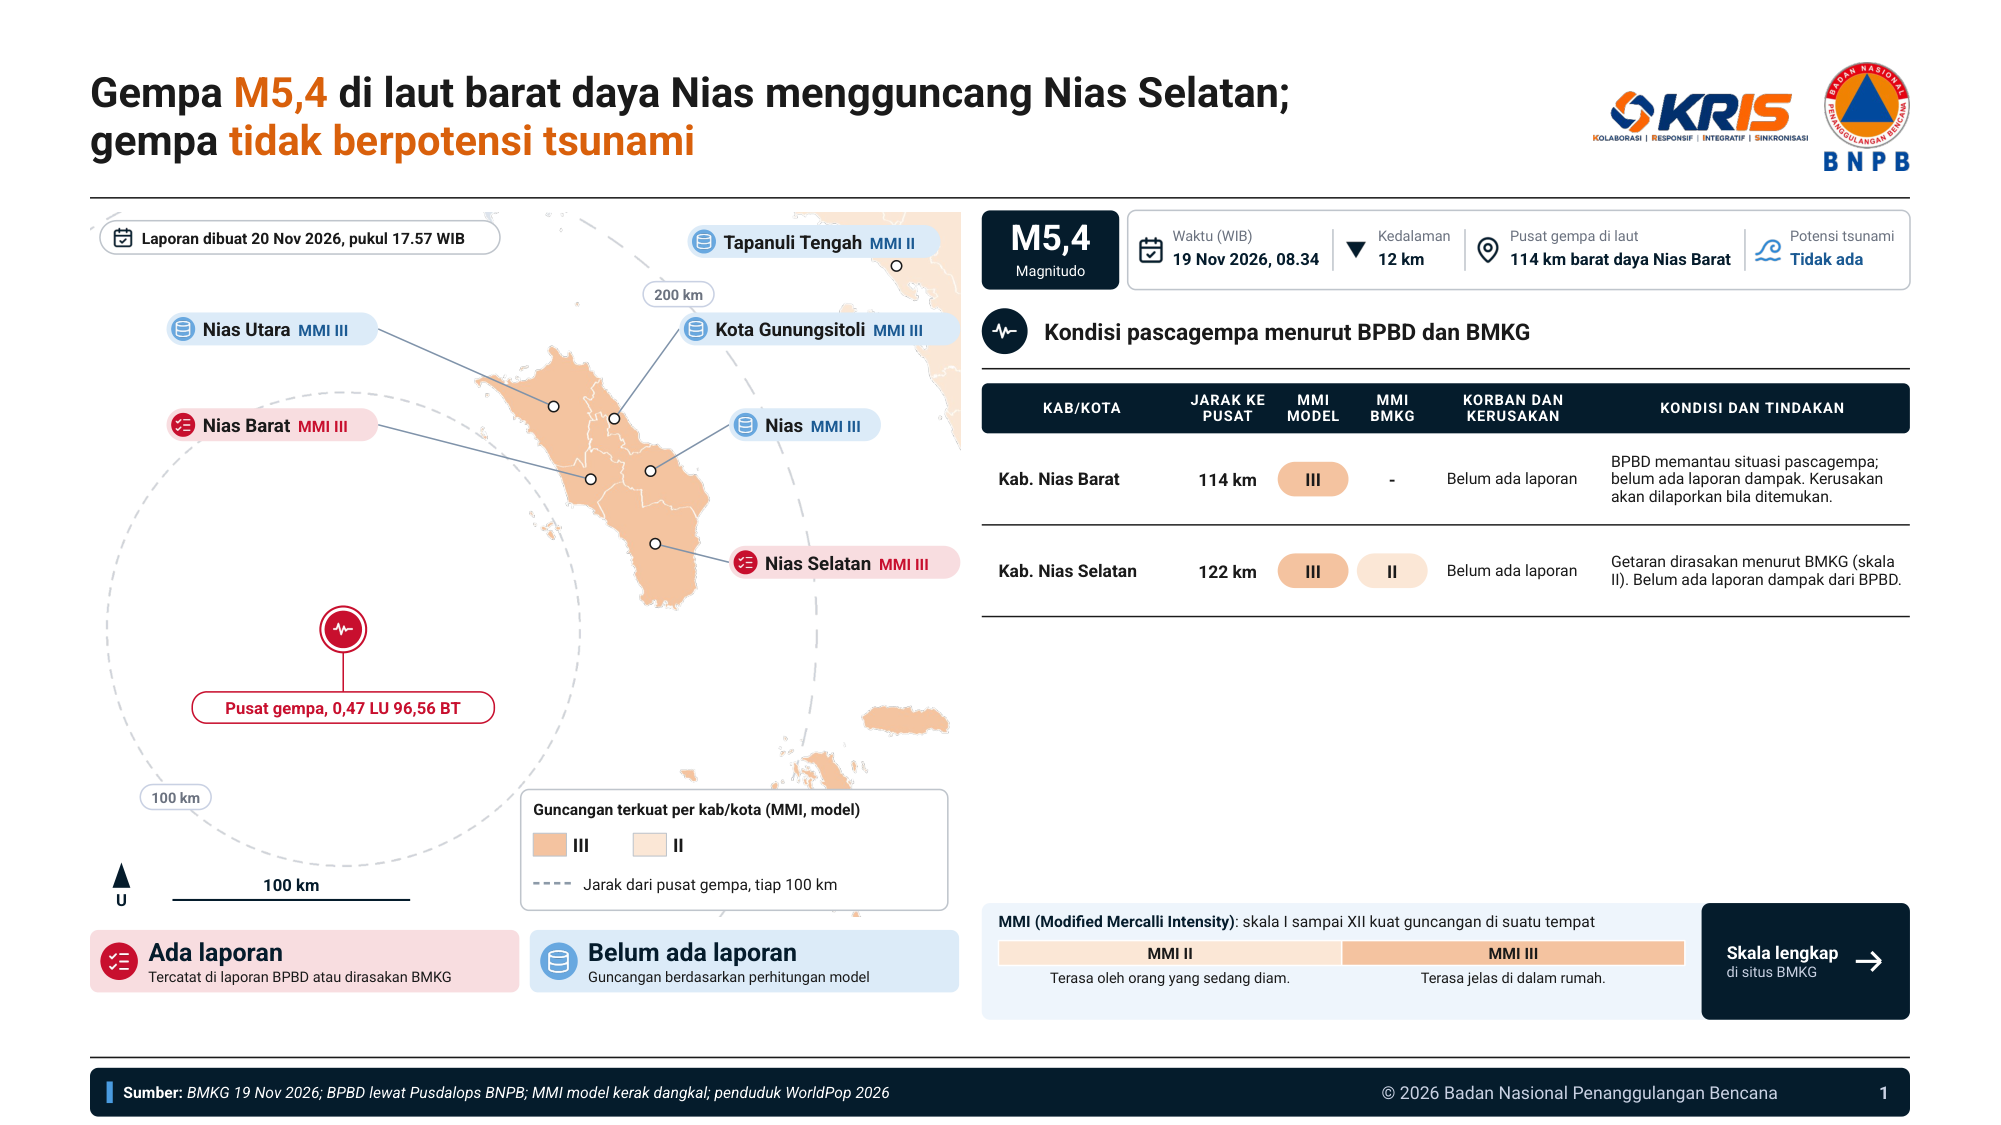 Gempa M5,4 di laut barat daya Nias mengguncang Nias Selatan;
gempa tidak berpotensi tsunami
KRIS
KOLABORASI | RESPONSIF | INTEGRATIF | SINKRONISASI
BADAN NASIONAL
PENANGGULANGAN BENCANA
BNPB
Laporan dibuat 20 Nov 2026, pukul 17.57 WIB
Tapanuli Tengah MMI II
200 km
Nias Utara MMI III
Kota Gunungsitoli MMI III
Nias Barat MMI III
Nias MMI III
Nias Selatan MMI III
Pusat gempa, 0,47 LU 96,56 BT
100 km
U
100 km
Guncangan terkuat per kab/kota (MMI, model)
III
II
Jarak dari pusat gempa, tiap 100 km
Ada laporan
Tercatat di laporan BPBD atau dirasakan BMKG
Belum ada laporan
Guncangan berdasarkan perhitungan model
M5,4
Magnitudo
Waktu (WIB)
19 Nov 2026, 08.34
Kedalaman
12 km
Pusat gempa di laut
114 km barat daya Nias Barat
Potensi tsunami
Tidak ada
Kondisi pascagempa menurut BPBD dan BMKG
KAB/KOTA
JARAK KE
PUSAT
MMI
MODEL
MMI
BMKG
KORBAN DAN
KERUSAKAN
KONDISI DAN TINDAKAN
Kab. Nias Barat
114 km
III
-
Belum ada laporan
BPBD memantau situasi pascagempa;
belum ada laporan dampak. Kerusakan
akan dilaporkan bila ditemukan.
Kab. Nias Selatan
122 km
III
II
Belum ada laporan
Getaran dirasakan menurut BMKG (skala
II). Belum ada laporan dampak dari BPBD.
MMI (Modified Mercalli Intensity): skala I sampai XII kuat guncangan di suatu tempat
MMI II
MMI III
Terasa oleh orang yang sedang diam.
Terasa jelas di dalam rumah.
Skala lengkap
di situs BMKG
Sumber: BMKG 19 Nov 2026; BPBD lewat Pusdalops BNPB; MMI model kerak dangkal; penduduk WorldPop 2026
© 2026 Badan Nasional Penanggulangan Bencana
1